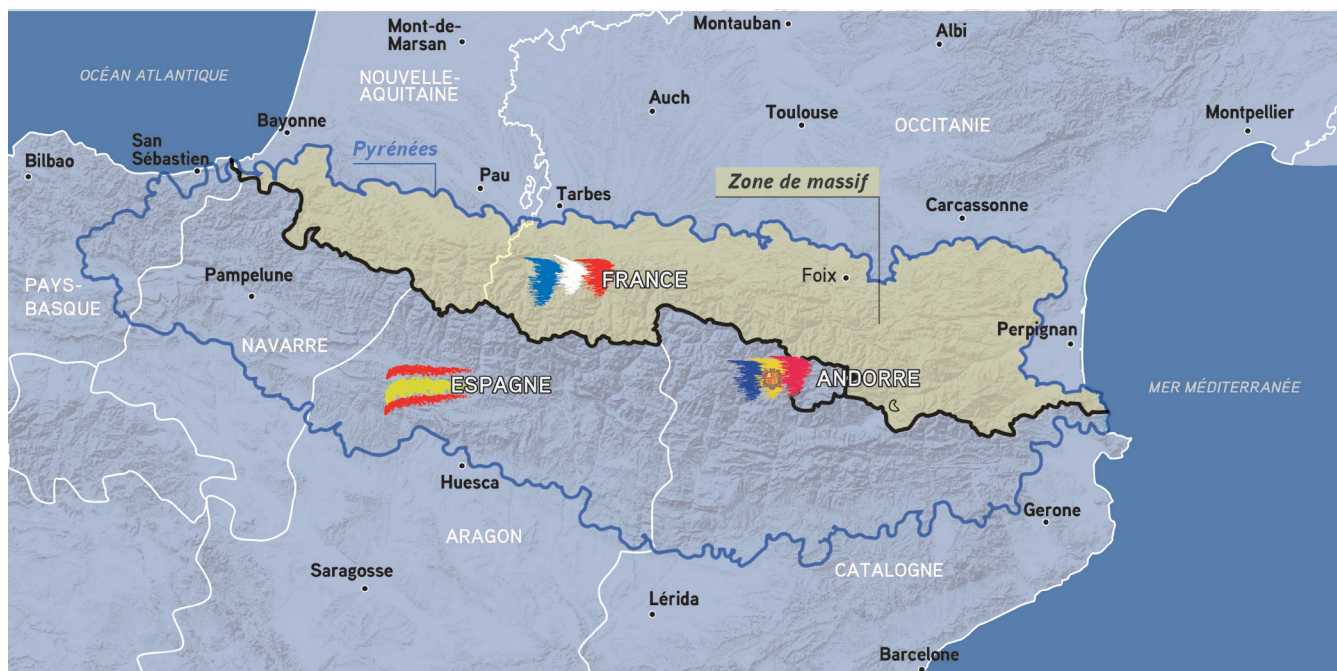 Mont-de-
Marsan
Montauban
Albi
OCÉAN ATLANTIQUE
NOUVELLE-
AQUITAINE
Auch
Toulouse
OCCITANIE
Montpellier
Bayonne
San
Sébastien
Bilbao
Pyrénées
Pau
Tarbes
Zone de massif
Carcassonne
PAYS-
BASQUE
Pampelune
FRANCE
Foix
Perpignan
NAVARRE
ESPAGNE
ANDORRE
MER MÉDITERRANÉE
Huesca
Gerone
ARAGON
Saragosse
CATALOGNE
Lérida
Barcelone